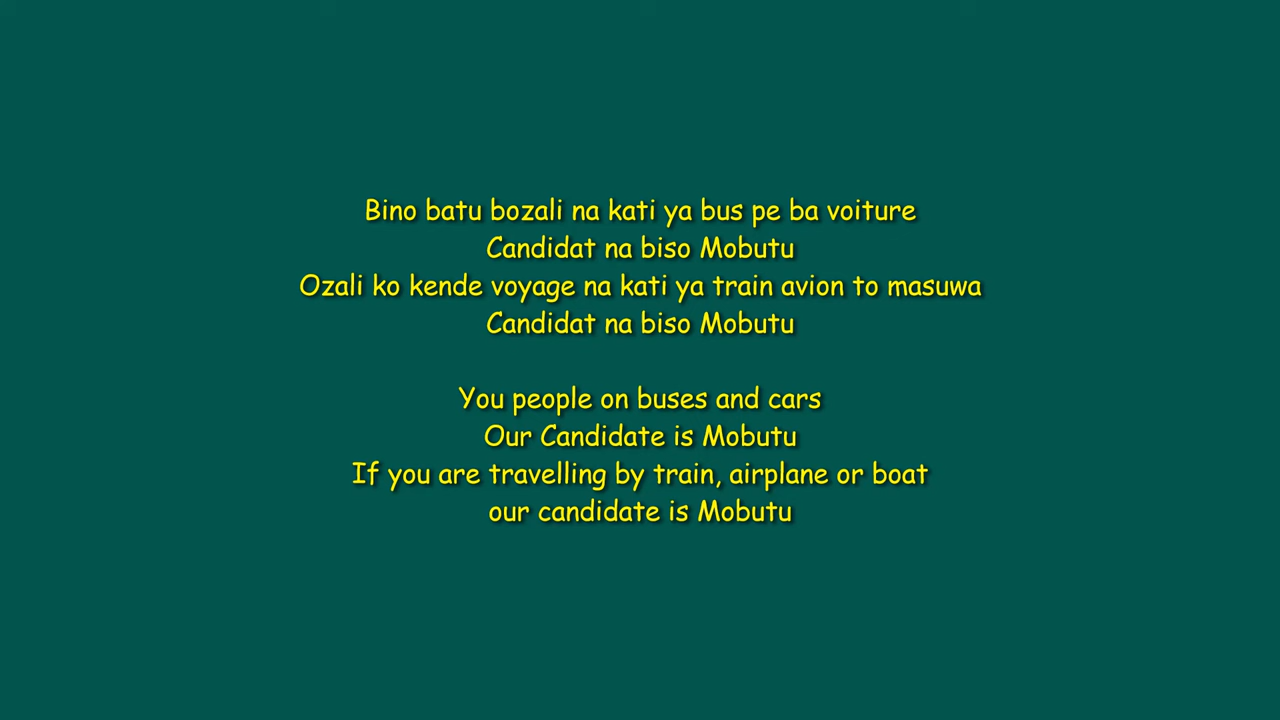 Bino batu bozali na kati ya bus pe ba voiture
Candidat na biso Mobutu
Ozali ko kende voyage na kati ya train avion to masuwa
Candidat na biso Mobutu
You people on buses and cars
Our Candidate is Mobutu
If you are travelling by train, airplane or boat
our candidate is Mobutu